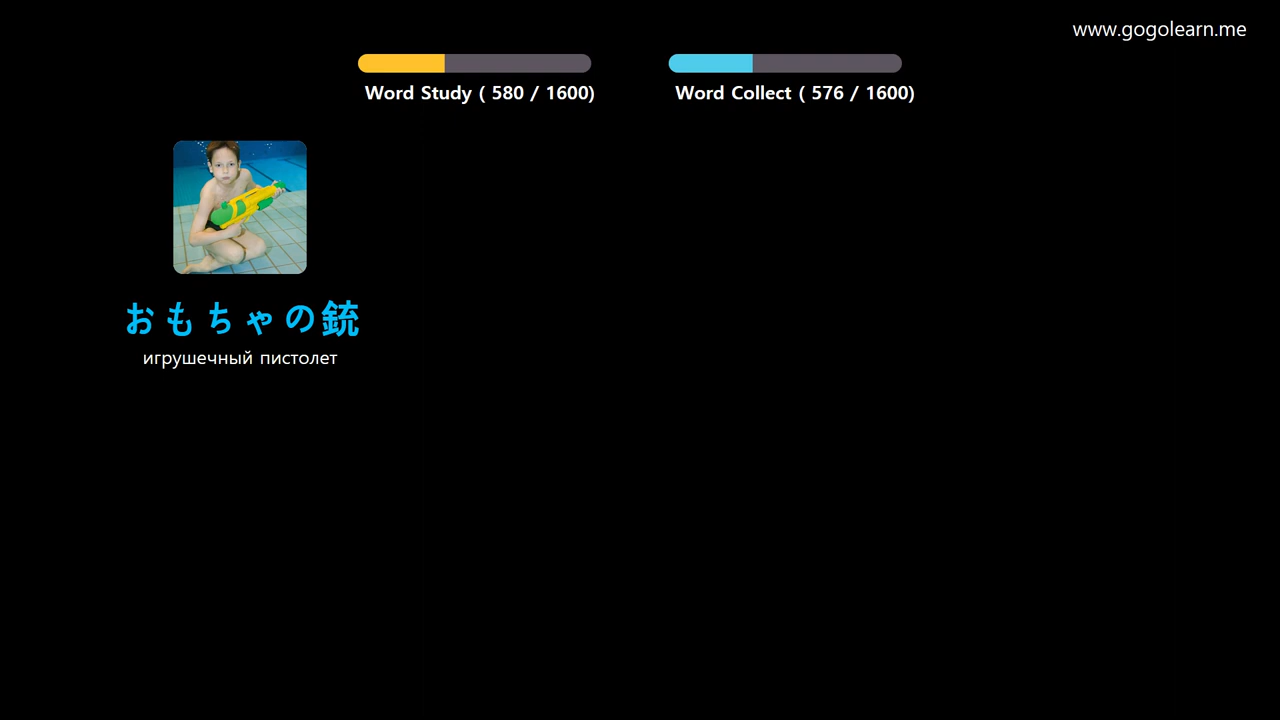 www.gogolearn.me
Word Study ( 580 / 1600)
Word Collect ( 576 / 1600)
おもちゃの銃
игрушечный пистолет